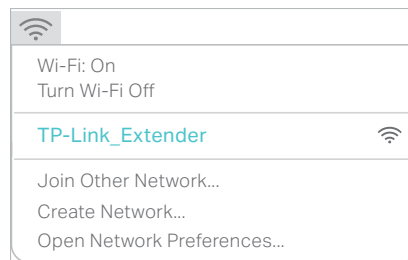 Wi-Fi: On
Turn Wi-Fi Off
TP-Link_Extender
Join Other Network...
Create Network...
Open Network Preferences...